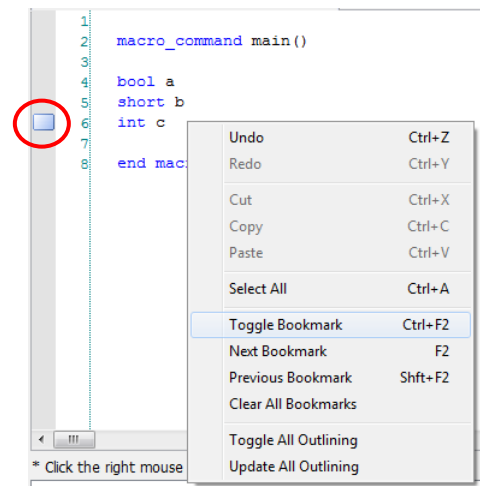 1
2 macro_command main()
3
4 bool a
5 short b
6 int c
7
8 end mac
Undo Ctrl+Z
Redo Ctrl+Y
Cut Ctrl+X
Copy Ctrl+C
Paste Ctrl+V
Select All Ctrl+A
Toggle Bookmark Ctrl+F2
Next Bookmark F2
Previous Bookmark Shft+F2
Clear All Bookmarks
Toggle All Outlining
Update All Outlining
* Click the right mouse